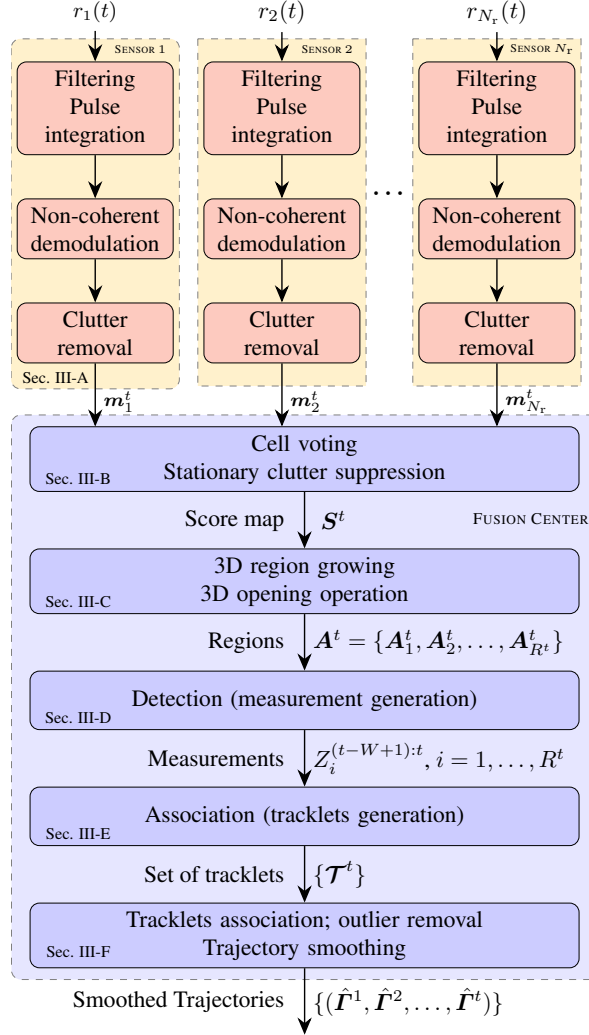 r_1(t) r_2(t) r_{N_r}(t)
SENSOR 1 SENSOR 2 SENSOR N_r
Filtering Filtering Filtering
Pulse Pulse Pulse
integration integration integration
...
Non-coherent Non-coherent Non-coherent
demodulation demodulation demodulation
Clutter Clutter Clutter
removal removal removal
Sec. III-A
m_1^t m_2^t m_{N_r}^t
Cell voting
Stationary clutter suppression
Sec. III-B
Score map S^t
FUSION CENTER
3D region growing
3D opening operation
Sec. III-C
Regions A^t = {A_1^t, A_2^t, . . . , A_{R^t}^t}
Detection (measurement generation)
Sec. III-D
Measurements Z_i^{(t−W+1):t}, i = 1, . . . , R^t
Association (tracklets generation)
Sec. III-E
Set of tracklets {𝓣^t}
Tracklets association; outlier removal
Trajectory smoothing
Sec. III-F
Smoothed Trajectories {(Γ̂^1, Γ̂^2, . . . , Γ̂^t)}